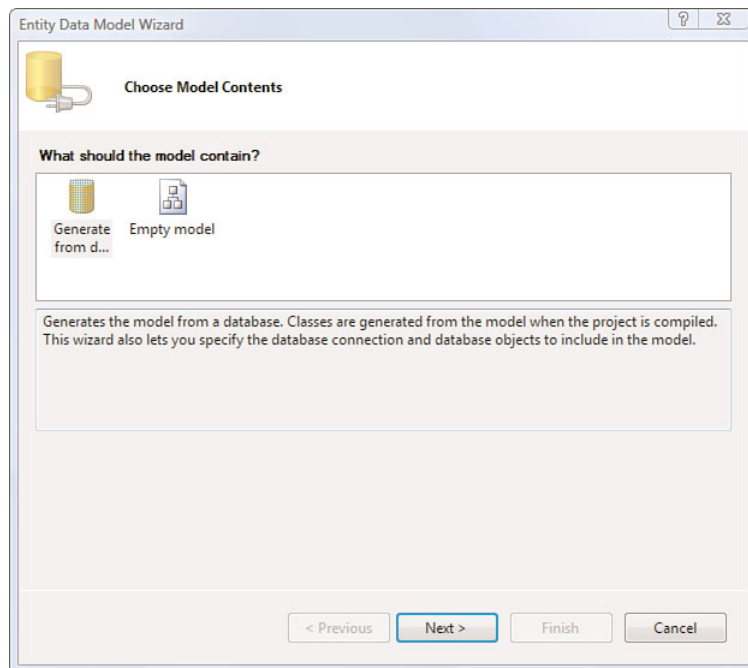 Entity Data Model Wizard
Choose Model Contents
What should the model contain?
Generate from d...
Empty model
Generates the model from a database. Classes are generated from the model when the project is compiled.
This wizard also lets you specify the database connection and database objects to include in the model.
< Previous
Next >
Finish
Cancel